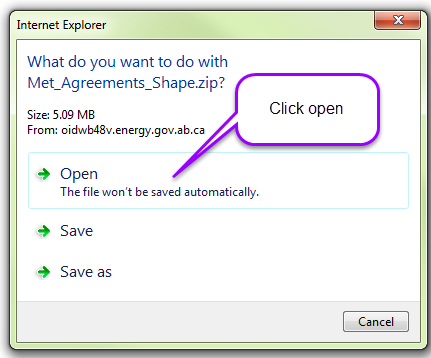 Internet Explorer
What do you want to do with
Met_Agreements_Shape.zip?
Click open
Size: 5.09 MB
From: oidwb48v.energy.gov.ab.ca
Open
The file won't be saved automatically.
Save
Save as
Cancel